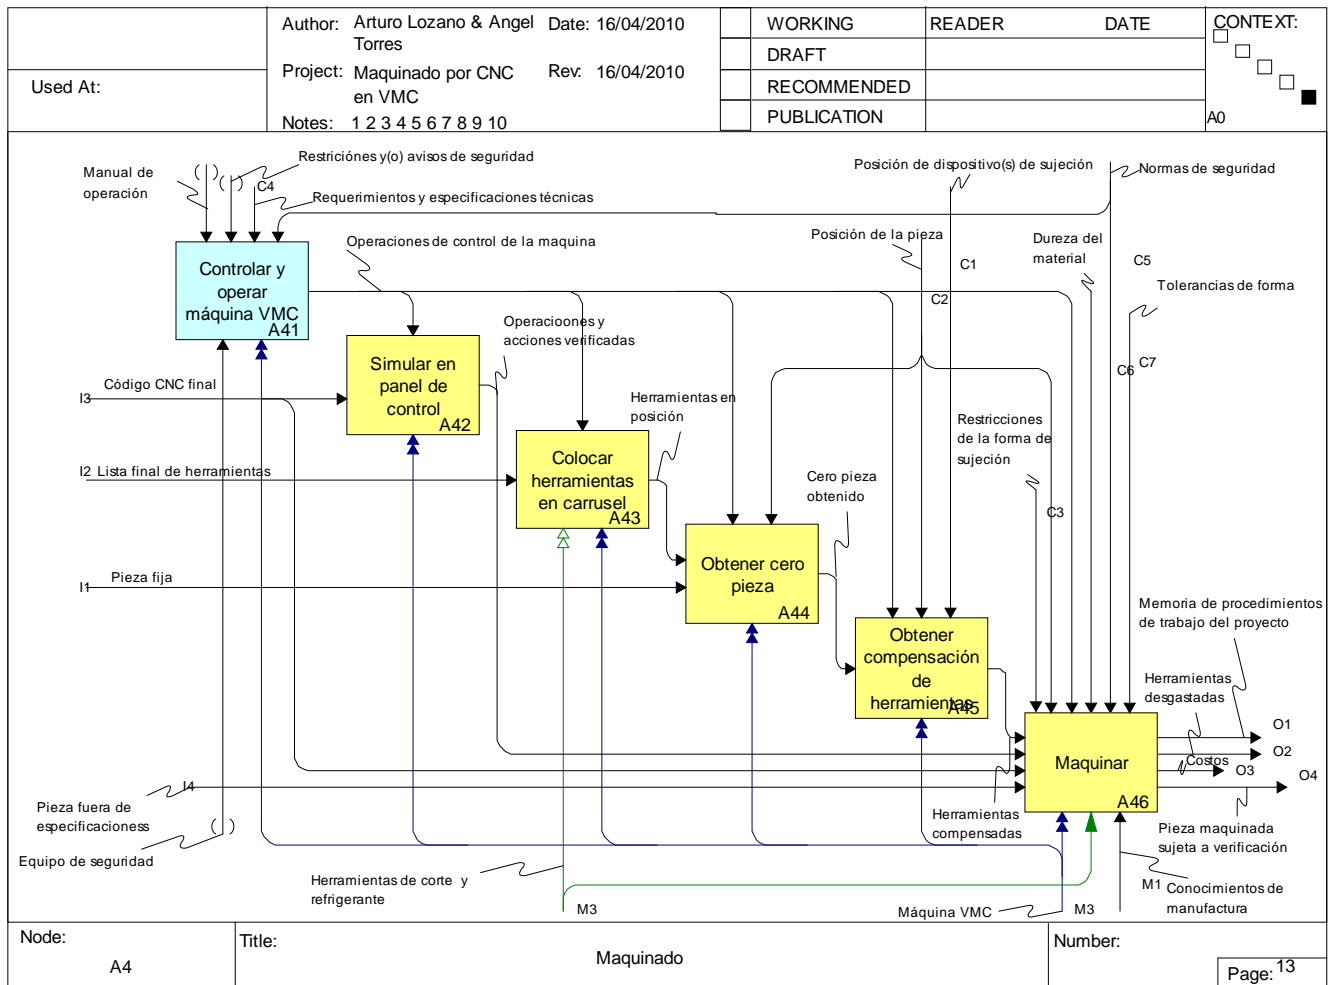 Used At:
Author: Arturo Lozano & Angel
Torres
Date: 16/04/2010
Project: Maquinado por CNC
en VMC
Rev: 16/04/2010
Notes: 1 2 3 4 5 6 7 8 9 10
WORKING
DRAFT
RECOMMENDED
PUBLICATION
READER DATE
CONTEXT:
A0
Manual de
operación
Restriciónes y(o) avisos de seguridad
C4
Requerimientos y especificaciones técnicas
Posición de dispositivo(s) de sujeción
Normas de seguridad
Operaciones de control de la maquina
Posición de la pieza
Dureza del
material
C1
C5
C2
Tolerancias de forma
C7
C6
Controlar y
operar
máquina VMC
A41
Operacioones y
acciones verificadas
Simular en
panel de
control
A42
I3
Código CNC final
Herramientas en
posición
Restricciones
de la forma de
sujeción
C3
I2 Lista final de herramientas
Colocar
herramientas
en carrusel
A43
Cero pieza
obtenido
I1 Pieza fija
Obtener cero
pieza
A44
Memoria de procedimientos
de trabajo del proyecto
Obtener
compensación
de
herramientas
A45
Herramientas
desgastadas
O1
O2
Costos
O3
O4
Maquinar
A46
I4
Pieza fuera de
especificacioness
( )
( )
( )
Equipo de seguridad
Herramientas
compensadas
Pieza maquinada
sujeta a verificación
Herramientas de corte y
refrigerante
M3
Máquina VMC
M3
M1
Conocimientos de
manufactura
Node:
A4
Title:
Maquinado
Number:
Page: 13